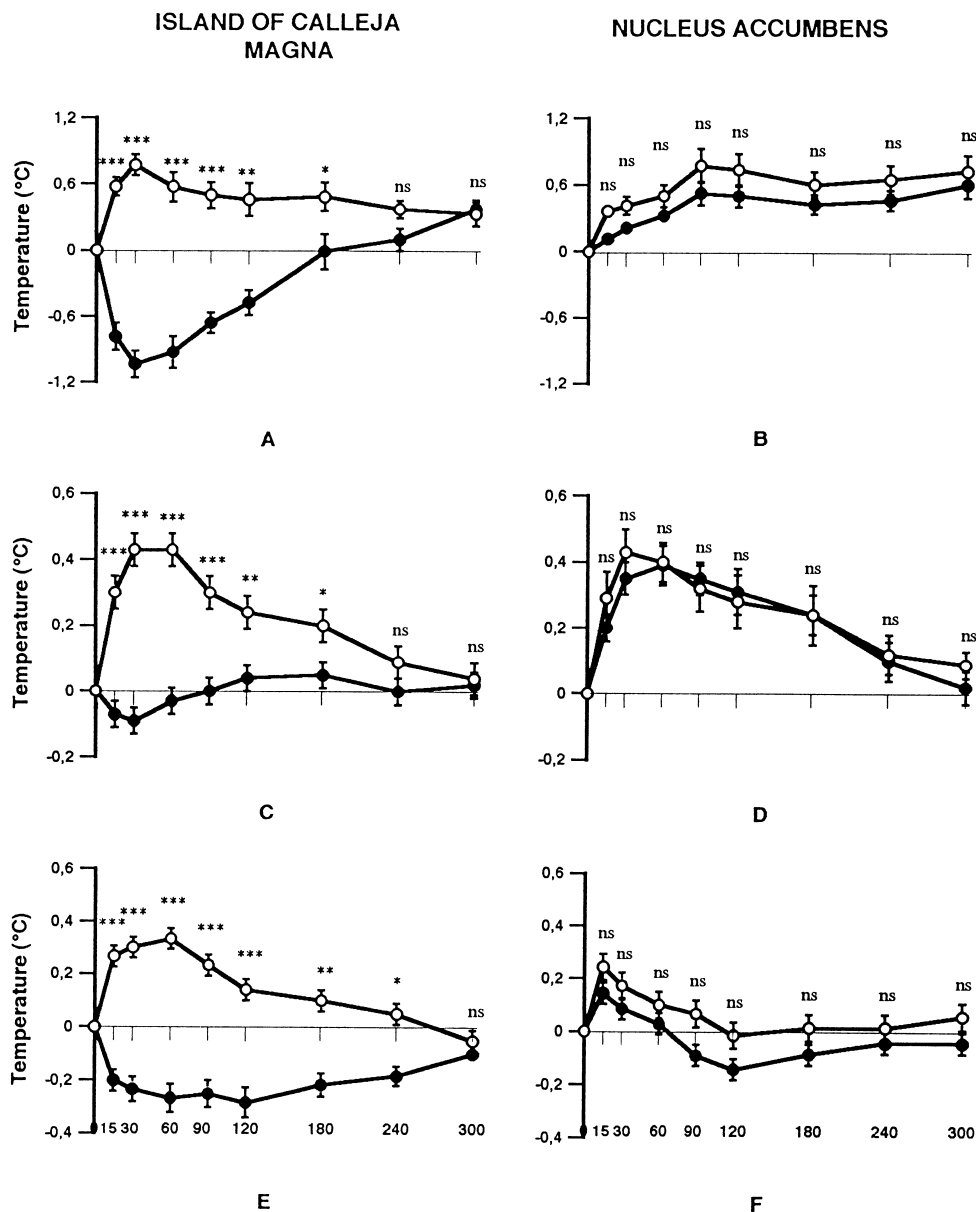 ISLAND OF CALLEJA
MAGNA
NUCLEUS ACCUMBENS
Temperature (°C)
1,2
0,6
0
-0,6
-1,2
*** *** *** *** ** * ns ns
A
1,2
0,6
0
-0,6
-1,2
ns ns ns ns ns ns ns ns
B
Temperature (°C)
0,6
0,4
0,2
0
-0,2
*** *** *** *** ** * ns ns
C
0,6
0,4
0,2
0
-0,2
ns ns ns ns ns ns ns ns
D
Temperature (°C)
0,6
0,4
0,2
0
-0,2
-0,4
*** *** *** *** *** ** * ns
0 15 30 60 90 120 180 240 300
E
0,6
0,4
0,2
0
-0,2
-0,4
ns ns ns ns ns ns ns ns
0 15 30 60 90 120 180 240 300
F